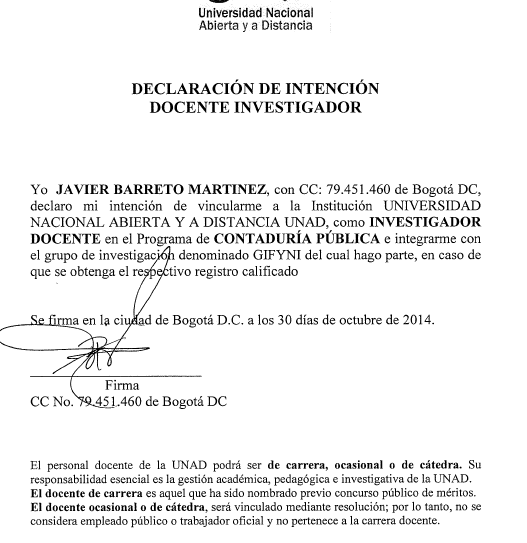 Universidad Nacional
Abierta y a Distancia
DECLARACIÓN DE INTENCIÓN
DOCENTE INVESTIGADOR
Yo JAVIER BARRETO MARTINEZ, con CC: 79.451.460 de Bogotá DC,
declaro mi intención de vincularme a la Institución UNIVERSIDAD
NACIONAL ABIERTA Y A DISTANCIA UNAD, como INVESTIGADOR
DOCENTE en el Programa de CONTADURÍA PÚBLICA e integrarme con
el grupo de investigación denominado GIFYNI del cual hago parte, en caso de
que se obtenga el respectivo registro calificado
Se firma en la ciudad de Bogotá D.C. a los 30 días de octubre de 2014.
Firma
CC No. 79.451.460 de Bogotá DC
El personal docente de la UNAD podrá ser de carrera, ocasional o de cátedra. Su
responsabilidad esencial es la gestión académica, pedagógica e investigativa de la UNAD.
El docente de carrera es aquel que ha sido nombrado previo concurso público de méritos.
El docente ocasional o de cátedra, será vinculado mediante resolución; por lo tanto, no se
considera empleado público o trabajador oficial y no pertenece a la carrera docente.